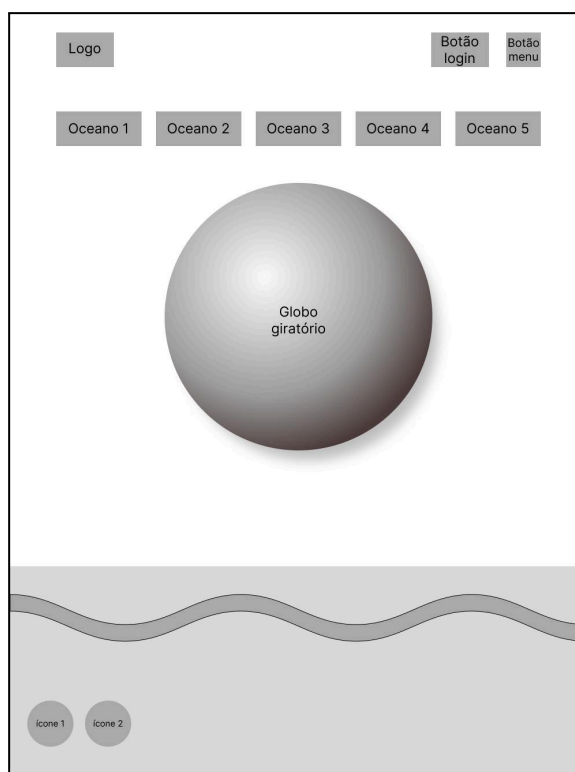 Logo
Botão
login
Botão
menu
Oceano 1
Oceano 2
Oceano 3
Oceano 4
Oceano 5
Globo
giratório
ícone 1
ícone 2